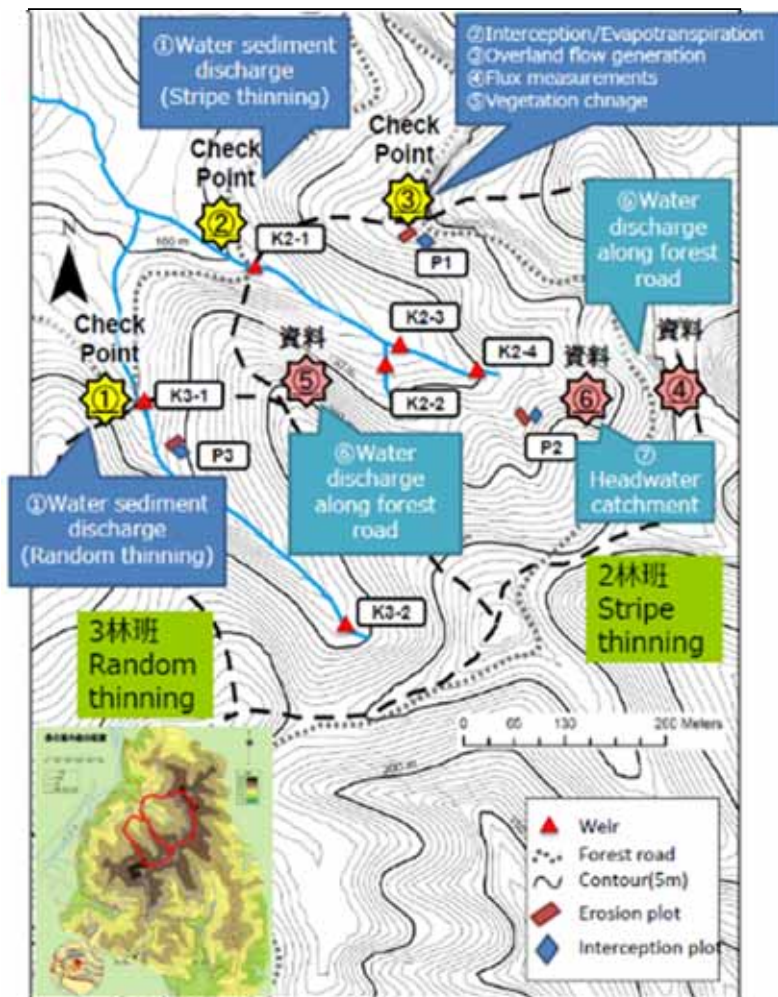 ①Water sediment
discharge
(Stripe thinning)
②Interception/Evapotranspiration
③Overland flow generation
④Flux measurements
⑤Vegetation chnage
Check
Point
②
Check
Point
③
⑥Water
discharge
along forest
road
K2-1
P1
100 m
N
Check
Point
①
K3-1
資料
⑤
K2-3
K2-4
K2-2
資料
⑥
資料
④
P3
P2
⑥Water
discharge
along forest
road
⑦
Headwater
catchment
①Water sediment
discharge
(Random thinning)
K3-2
3林班
Random
thinning
2林班
Stripe
thinning
0 65 130 260 Meters
200 m
Weir
Forest road
Contour(5m)
Erosion plot
Interception plot